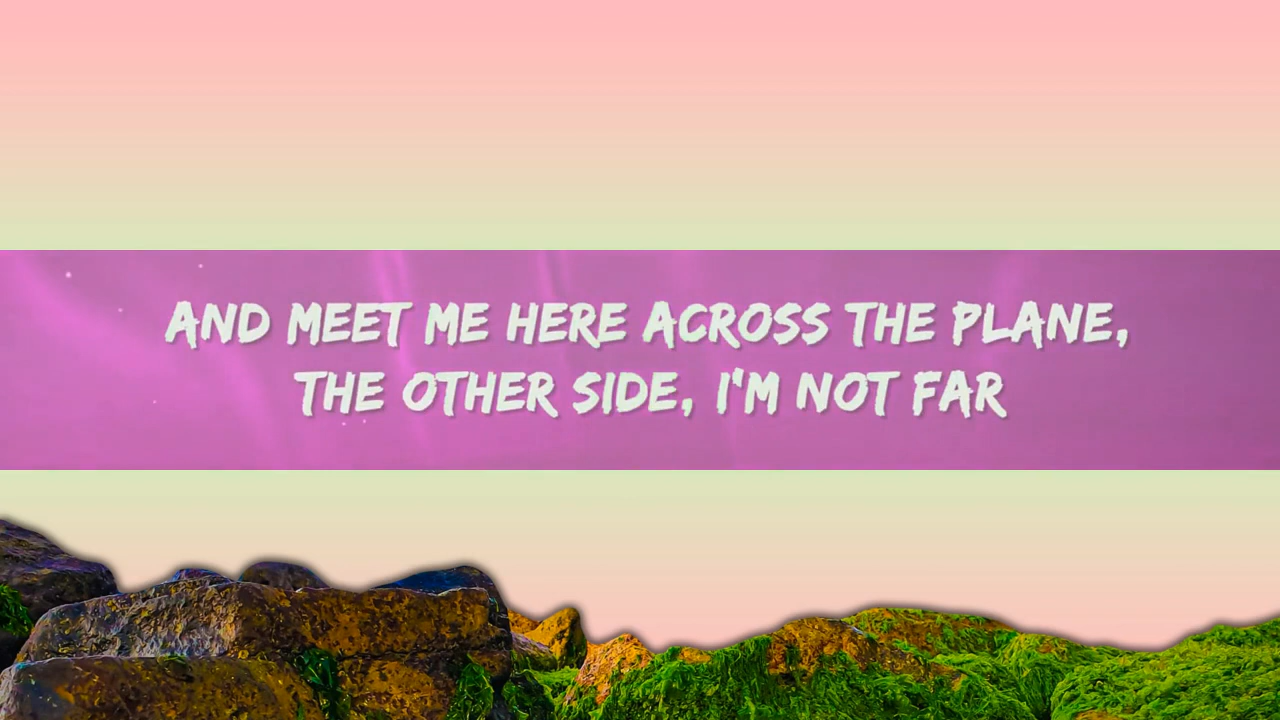 AND MEET ME HERE ACROSS THE PLANE,
THE OTHER SIDE, I'M NOT FAR